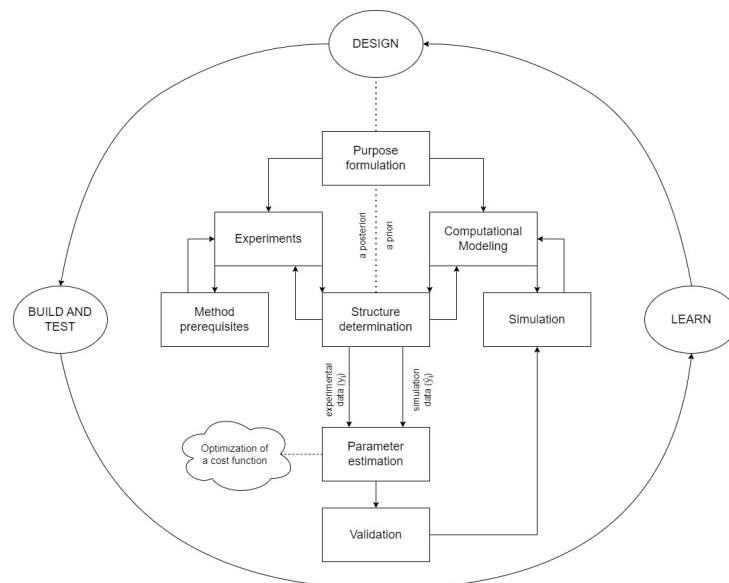 DESIGN
Purpose
formulation
Experiments
a posteriori
a priori
Computational
Modeling
BUILD AND
TEST
Method
prerequisites
Structure
determination
Simulation
LEARN
experimental
data (yᵢ)
simulation
data (ŷᵢ)
Optimization of
a cost function
Parameter
estimation
Validation